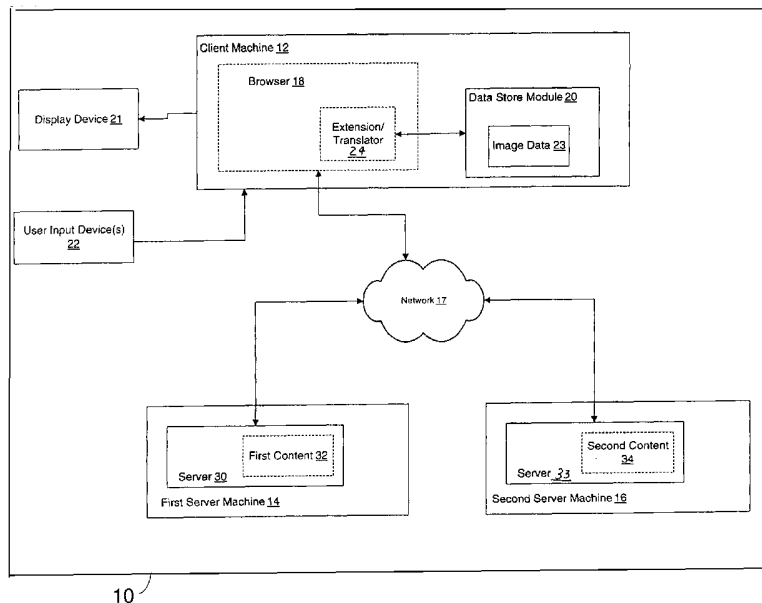 Client Machine 12
Browser 18
Data Store Module 20
Display Device 21
Extension/
Translator
24
Image Data 23
User Input Device(s)
22
Network 17
First Content 32
Server 30
First Server Machine 14
Second Content
34
Server 33
Second Server Machine 16
10